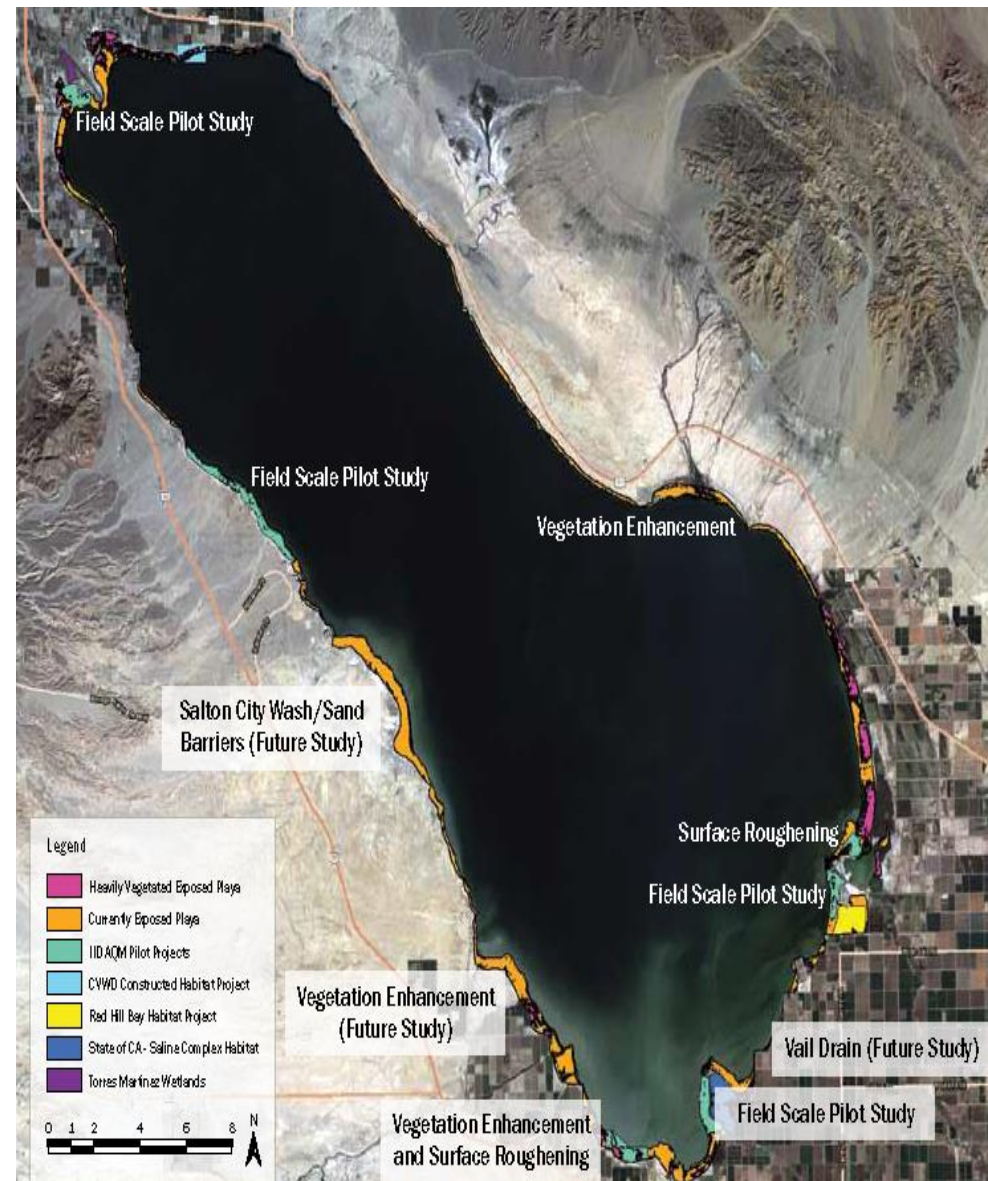 Field Scale Pilot Study
Field Scale Pilot Study
Vegetation Enhancement
Salton City Wash/Sand
Barriers (Future Study)
Surface Roughening
Field Scale Pilot Study
Vegetation Enhancement
(Future Study)
Vail Drain (Future Study)
Field Scale Pilot Study
Vegetation Enhancement
and Surface Roughening
Legend
Heavily Vegetated Exposed Playa
Currently Exposed Playa
IID AQM Pilot Projects
CVWD Constructed Habitat Project
Red Hill Bay Habitat Project
State of CA - Saline Complex Habitat
Torres Martinez Wetlands
0 1 2 4 6 8
N